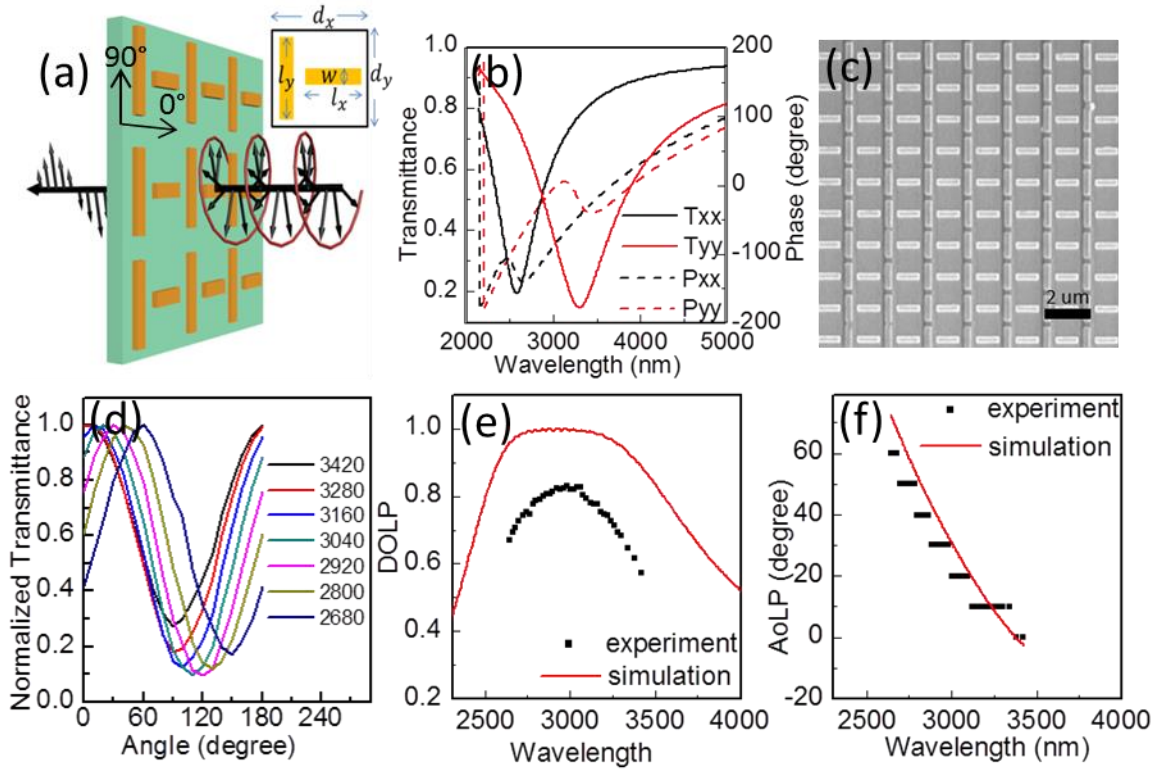 (a)
90°
0°
d_x
l_y
w
l_x
d_y
(b)
1.0
0.8
0.6
0.4
0.2
Transmittance
200
100
0
-100
-200
Phase (degree)
Txx
Tyy
Pxx
Pyy
2000 3000 4000 5000
Wavelength (nm)
(c)
2 um
(d)
1.0
0.8
0.6
0.4
0.2
0.0
Normalized Transmittance
3420
3280
3160
3040
2920
2800
2680
0 60 120 180 240
Angle (degree)
(e)
1.0
0.8
0.6
0.4
0.2
DOLP
experiment
simulation
2500 3000 3500 4000
Wavelength
(f)
experiment
simulation
60
40
20
0
-20
AoLP (degree)
2500 3000 3500 4000
Wavelength (nm)